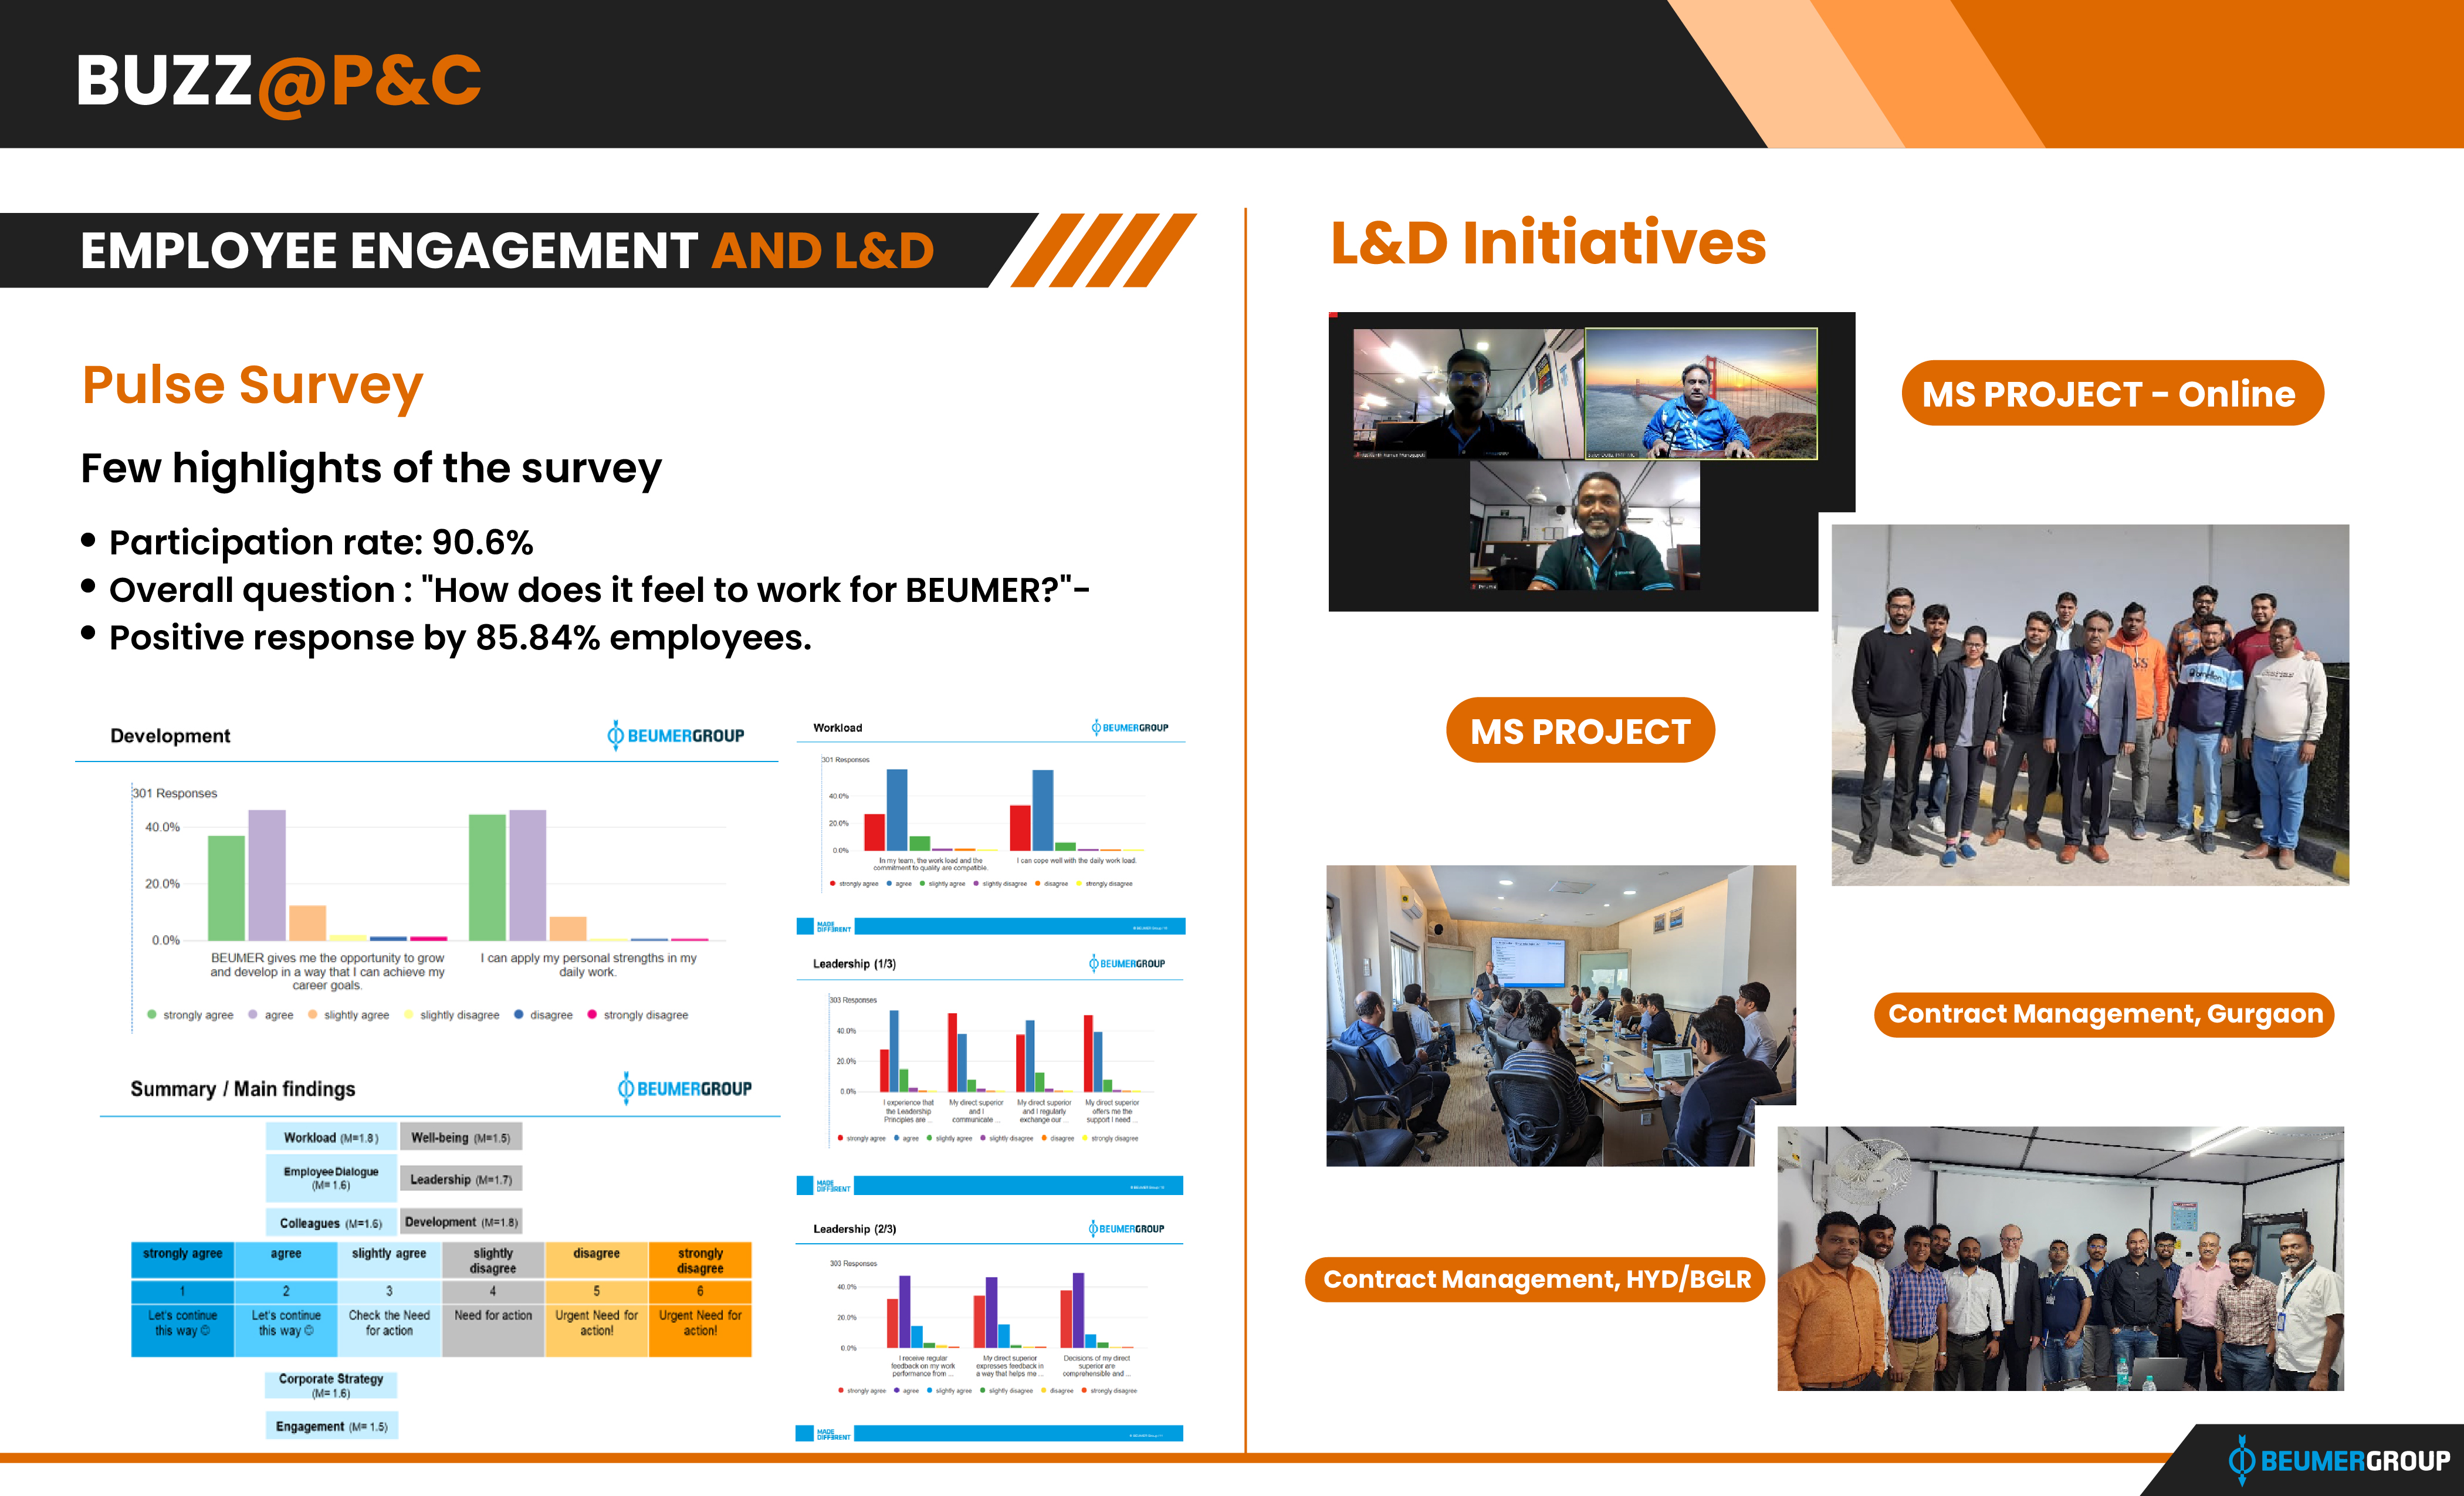 BUZZ@P&C
EMPLOYEE ENGAGEMENT AND L&D
Pulse Survey
Few highlights of the survey
• Participation rate: 90.6%
• Overall question : "How does it feel to work for BEUMER?"-
• Positive response by 85.84% employees.
Development
BEUMERGROUP
301 Responses
40.0%
20.0%
0.0%
BEUMER gives me the opportunity to grow
and develop in a way that I can achieve my
career goals.
I can apply my personal strengths in my
daily work.
strongly agree agree slightly agree slightly disagree disagree strongly disagree
Summary / Main findings
BEUMERGROUP
Workload (M=1.8) Well-being (M=1.5)
Employee Dialogue
(M= 1.6)
Leadership (M=1.7)
Colleagues (M=1.6) Development (M=1.8)
strongly agree agree slightly agree slightly
disagree disagree strongly
disagree
1 2 3 4 5 6
Let's continue
this way ☺
Let's continue
this way ☺
Check the Need
for action
Need for action
Urgent Need for
action!
Urgent Need for
action!
Corporate Strategy
(M= 1.6)
Engagement (M= 1.5)
Workload
BEUMERGROUP
301 Responses
40.0%
20.0%
0.0%
In my team, the work load and the
commitment to quality are compatible.
I can cope well with the daily work load.
strongly agree agree slightly agree slightly disagree disagree strongly disagree
MADE
DIFFERENT
Leadership (1/3)
BEUMERGROUP
303 Responses
40.0%
20.0%
0.0%
I experience that
the Leadership
Principles are ...
My direct superior
and I
communicate ...
My direct superior
and I regularly
exchange our ...
My direct superior
offers me the
support I need ...
strongly agree agree slightly agree slightly disagree disagree strongly disagree
MADE
DIFFERENT
Leadership (2/3)
BEUMERGROUP
303 Responses
40.0%
20.0%
0.0%
I receive regular
feedback on my work
performance from ...
My direct superior
expresses feedback in
a way that helps me ...
Decisions of my direct
superior are
comprehensible and ...
strongly agree agree slightly agree slightly disagree disagree strongly disagree
MADE
DIFFERENT
L&D Initiatives
MS PROJECT - Online
MS PROJECT
Contract Management, Gurgaon
Contract Management, HYD/BGLR
BEUMERGROUP